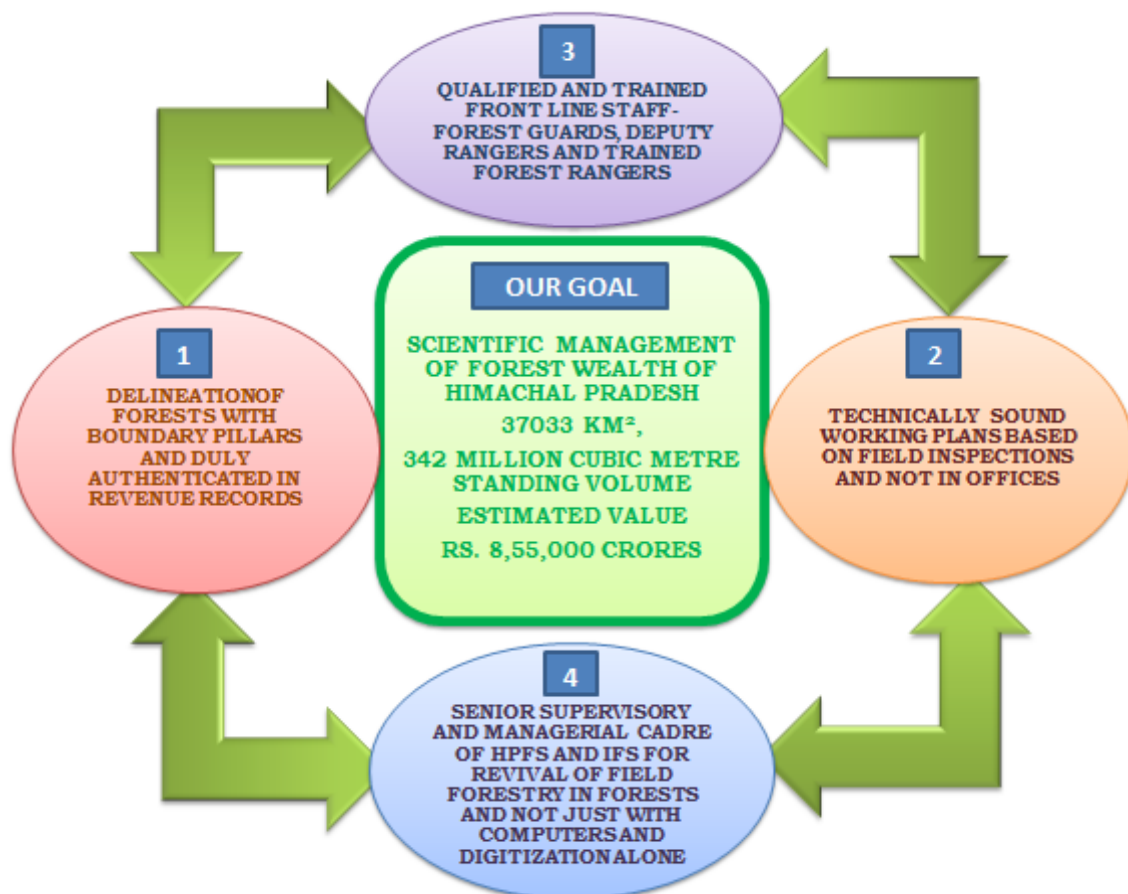 3
QUALIFIED AND TRAINED
FRONT LINE STAFF-
FOREST GUARDS, DEPUTY
RANGERS AND TRAINED
FOREST RANGERS
OUR GOAL
SCIENTIFIC MANAGEMENT
OF FOREST WEALTH OF
HIMACHAL PRADESH
37033 KM²,
342 MILLION CUBIC METRE
STANDING VOLUME
ESTIMATED VALUE
RS. 8,55,000 CRORES
1
DELINEATIONOF
FORESTS WITH
BOUNDARY PILLARS
AND DULY
AUTHENTICATED IN
REVENUE RECORDS
2
TECHNICALLY SOUND
WORKING PLANS BASED
ON FIELD INSPECTIONS
AND NOT IN OFFICES
4
SENIOR SUPERVISORY
AND MANAGERIAL CADRE
OF HPFS AND IFS FOR
REVIVAL OF FIELD
FORESTRY IN FORESTS
AND NOT JUST WITH
COMPUTERS AND
DIGITIZATION ALONE